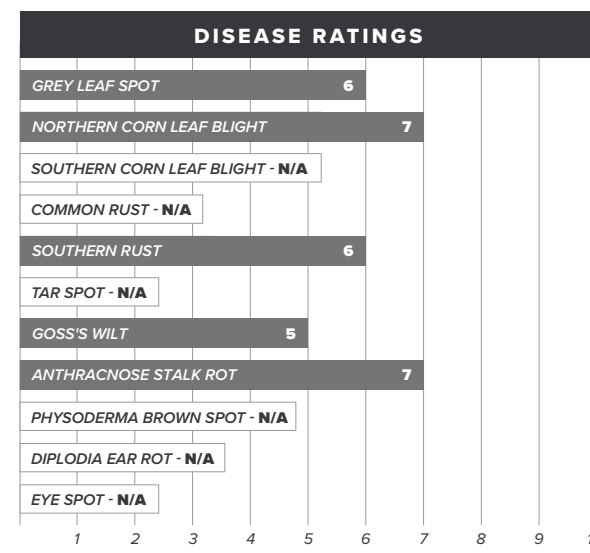 DISEASE RATINGS
GREY LEAF SPOT 6
NORTHERN CORN LEAF BLIGHT 7
SOUTHERN CORN LEAF BLIGHT - N/A
COMMON RUST - N/A
SOUTHERN RUST 6
TAR SPOT - N/A
GOSS'S WILT 5
ANTHRACNOSE STALK ROT 7
PHYSODERMA BROWN SPOT - N/A
DIPLODIA EAR ROT - N/A
EYE SPOT - N/A
1 2 3 4 5 6 7 8 9